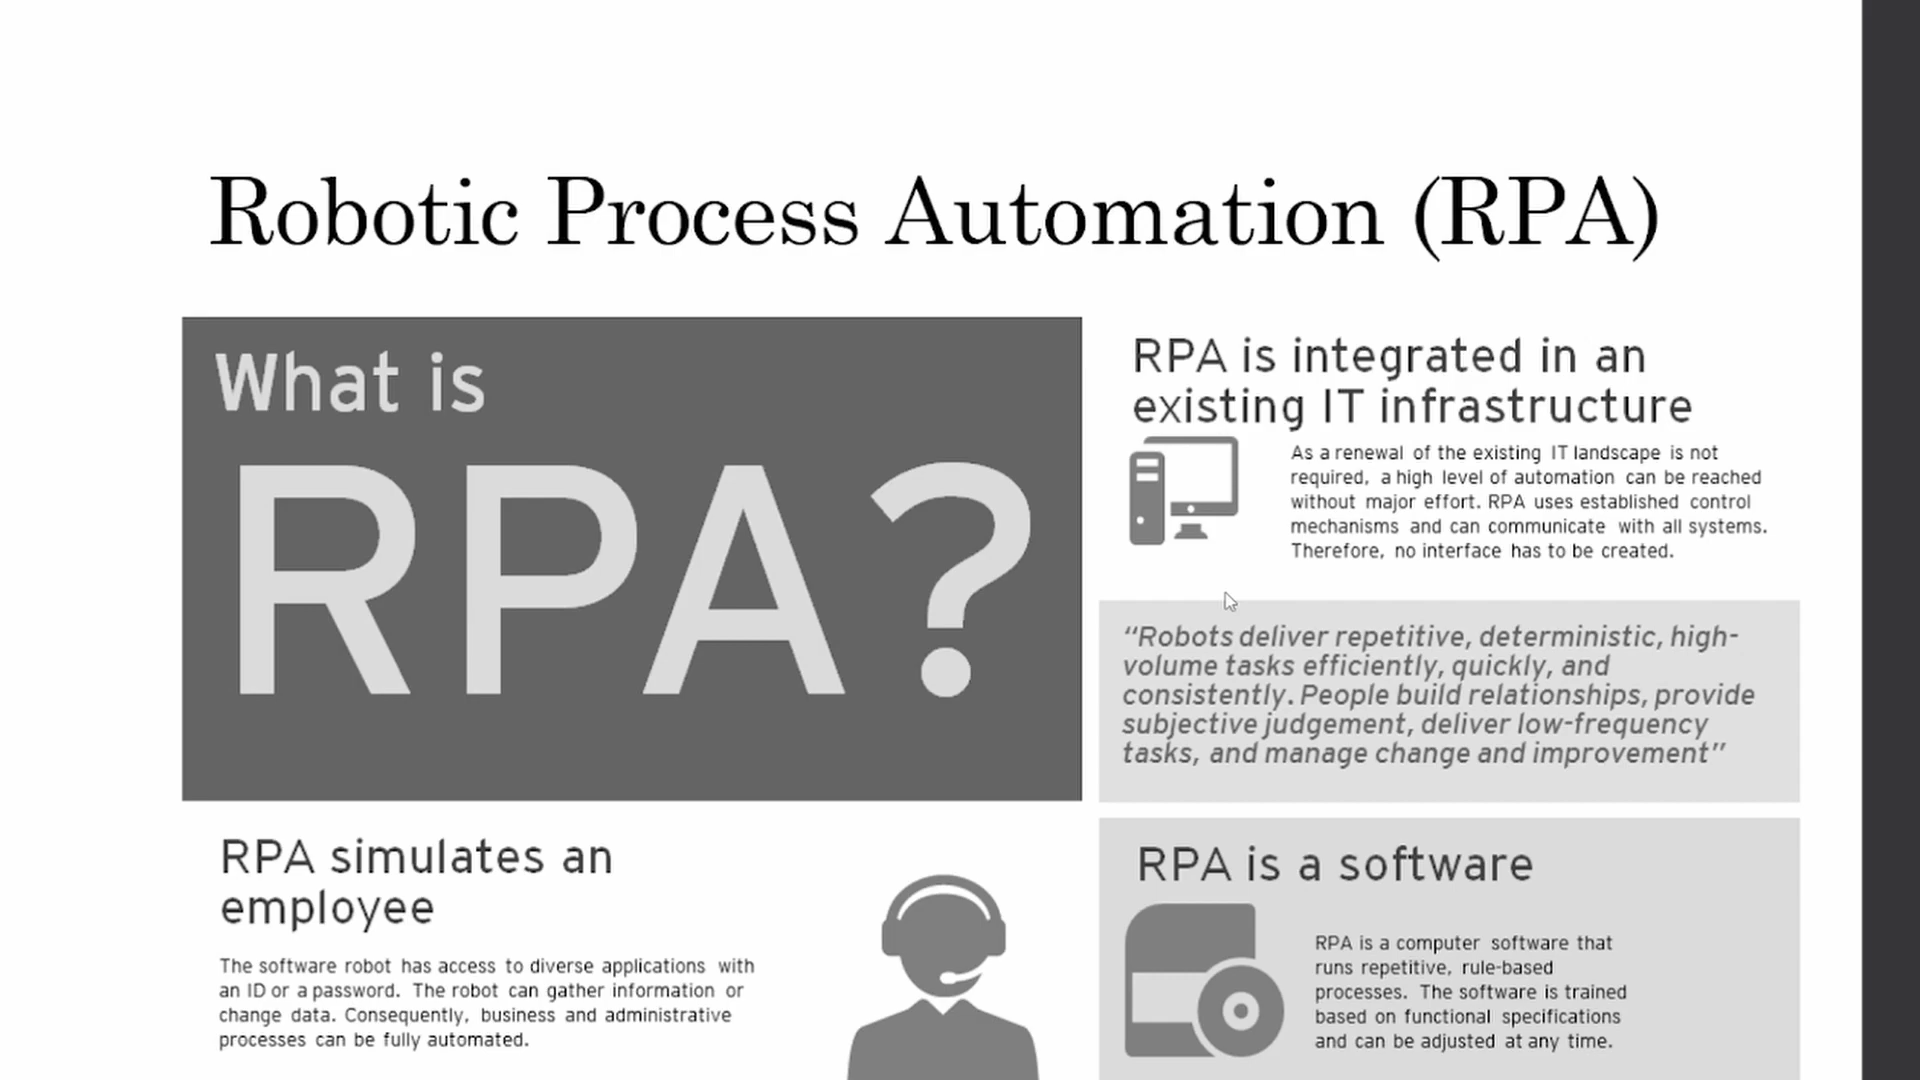 Robotic Process Automation (RPA)
What is
RPA?
RPA is integrated in an
existing IT infrastructure
As a renewal of the existing IT landscape is not
required, a high level of automation can be reached
without major effort. RPA uses established control
mechanisms and can communicate with all systems.
Therefore, no interface has to be created.
“Robots deliver repetitive, deterministic, high-
volume tasks efficiently, quickly, and
consistently. People build relationships, provide
subjective judgement, deliver low-frequency
tasks, and manage change and improvement”
RPA simulates an
employee
The software robot has access to diverse applications with
an ID or a password. The robot can gather information or
change data. Consequently, business and administrative
processes can be fully automated.
RPA is a software
RPA is a computer software that
runs repetitive, rule-based
processes. The software is trained
based on functional specifications
and can be adjusted at any time.